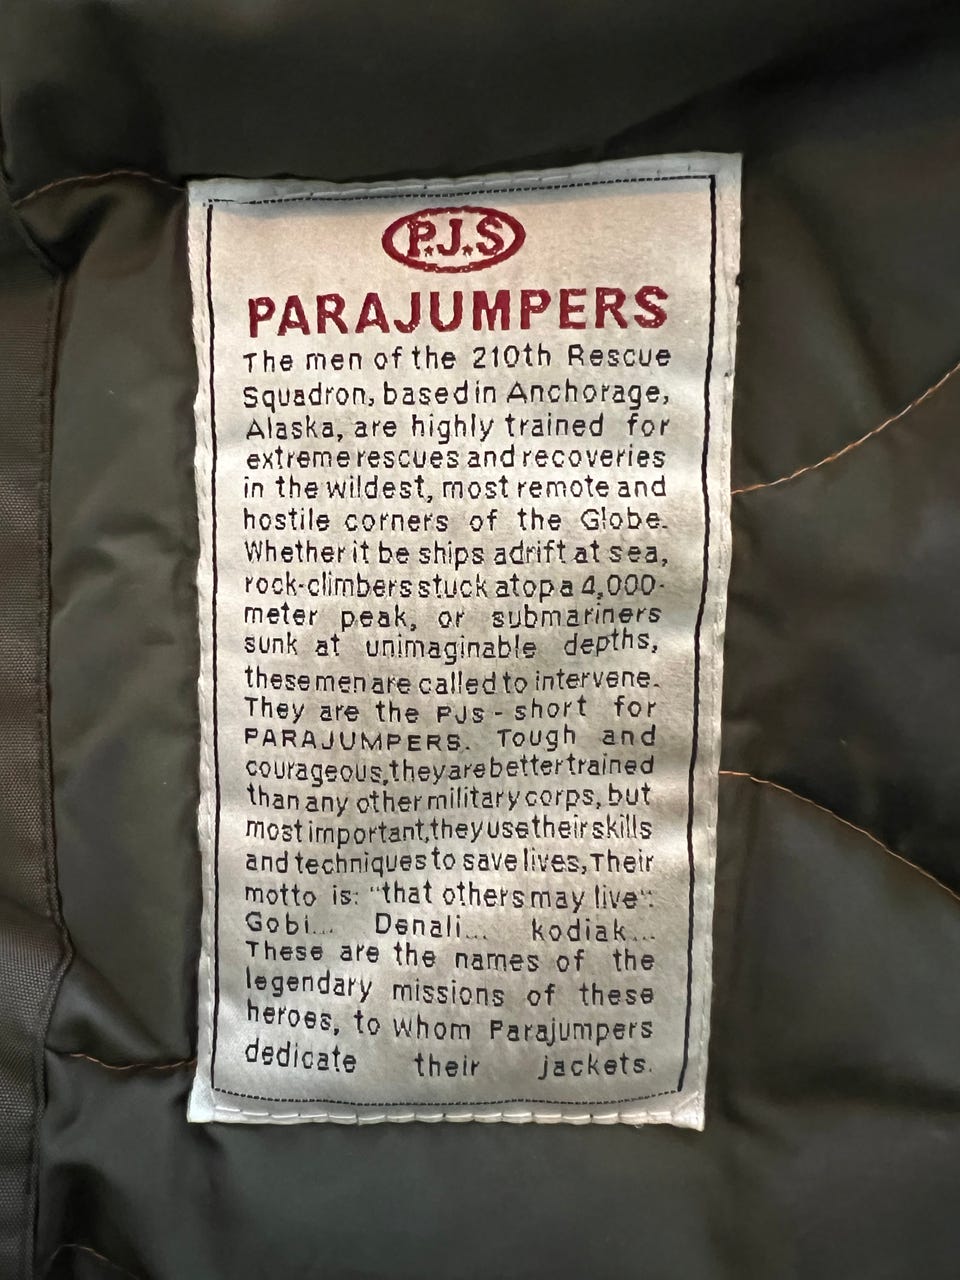 P.J.S
PARAJUMPERS
The men of the 210th Rescue
Squadron, based in Anchorage,
Alaska, are highly trained for
extreme rescues and recoveries
in the wildest, most remote and
hostile corners of the Globe.
Whether it be ships adrift at sea,
rock-climbers stuck atop a 4,000-
meter peak, or submariners
sunk at unimaginable depths,
these men are called to intervene.
They are the PJs - short for
PARAJUMPERS. Tough and
courageous, they are better trained
than any other military corps, but
most important, they use their skills
and techniques to save lives, Their
motto is: "that others may live":
Gobi... Denali... kodiak...
These are the names of the
legendary missions of these
heroes, to whom Parajumpers
dedicate their jackets.